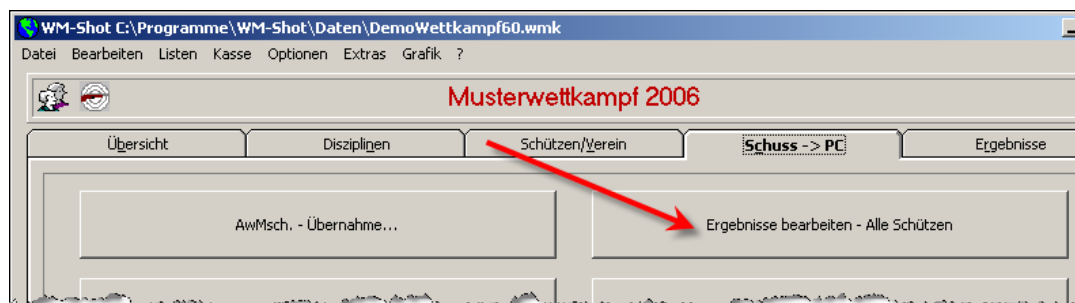 WM-Shot C:\Programme\WM-Shot\Daten\DemoWettkampf60.wmk
Datei Bearbeiten Listen Kasse Optionen Extras Grafik ?
Musterwettkampf 2006
Übersicht Disziplinen Schützen/Verein Schuss -> PC Ergebnisse
AwMsch. - Übernahme... Ergebnisse bearbeiten - Alle Schützen